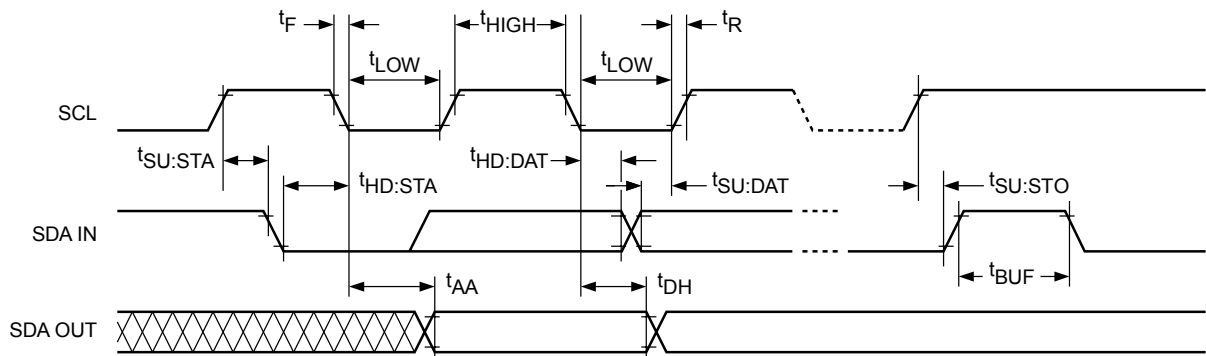 tF
tHIGH
tR
tLOW
tLOW
SCL
tSU:STA
tHD:DAT
tHD:STA
tSU:DAT
tSU:STO
SDA IN
tAA
tDH
tBUF
SDA OUT